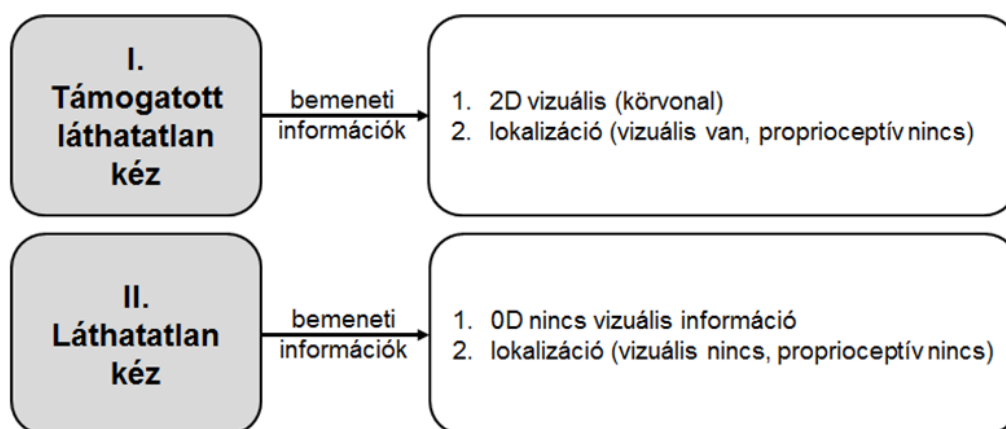 I.
Támogatott
láthatatlan
kéz
bemeneti
információk
1. 2D vizuális (körvonal)
2. lokalizáció (vizuális van, proprioceptív nincs)
II.
Láthatatlan
kéz
bemeneti
információk
1. 0D nincs vizuális információ
2. lokalizáció (vizuális nincs, proprioceptív nincs)